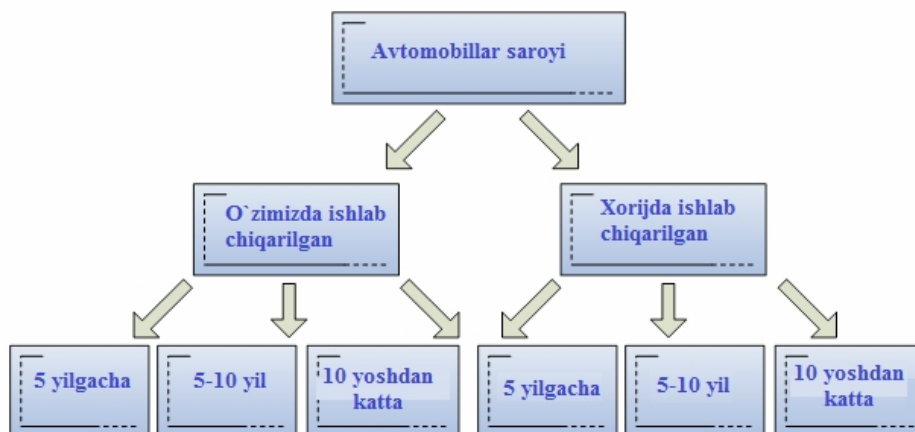 Avtomobillar saroyi
O`zimizda ishlab
chiqarilgan
Xorijda ishlab
chiqarilgan
5 yilgacha
5-10 yil
10 yoshdan
katta
5 yilgacha
5-10 yil
10 yoshdan
katta